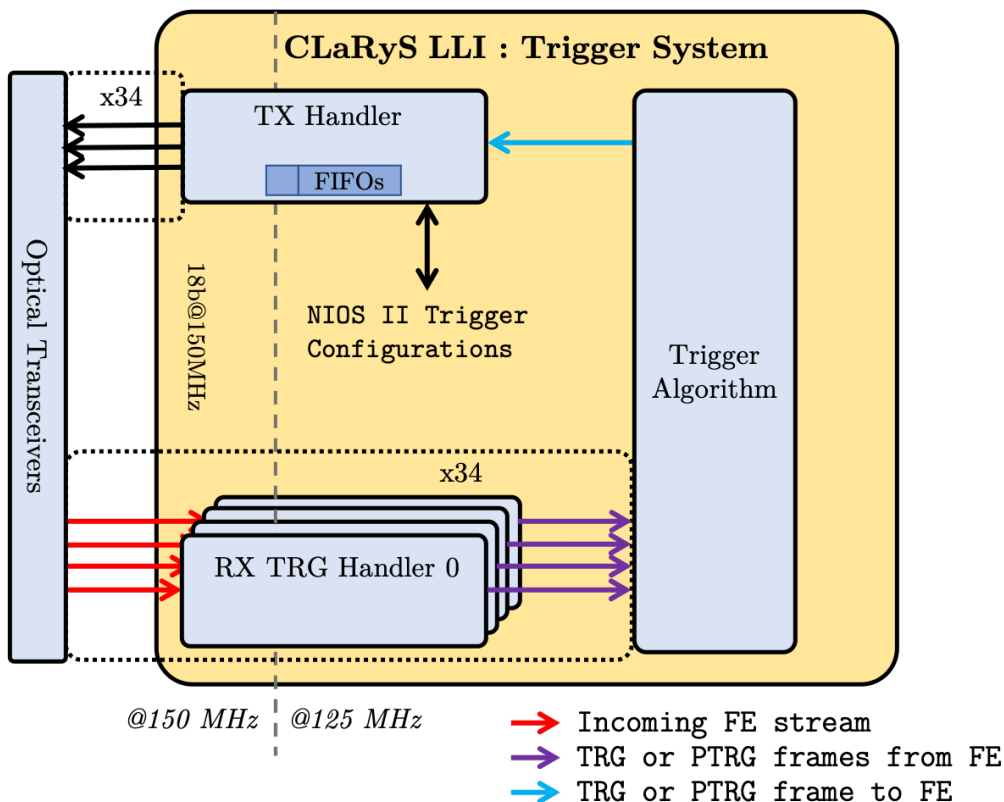 CLaRyS LLI : Trigger System
x34
TX Handler
FIFOs
Optical Transceivers
18b@150MHz
NIOS II Trigger
Configurations
Trigger
Algorithm
x34
RX TRG Handler 0
@150 MHz
@125 MHz
Incoming FE stream
TRG or PTRG frames from FE
TRG or PTRG frame to FE